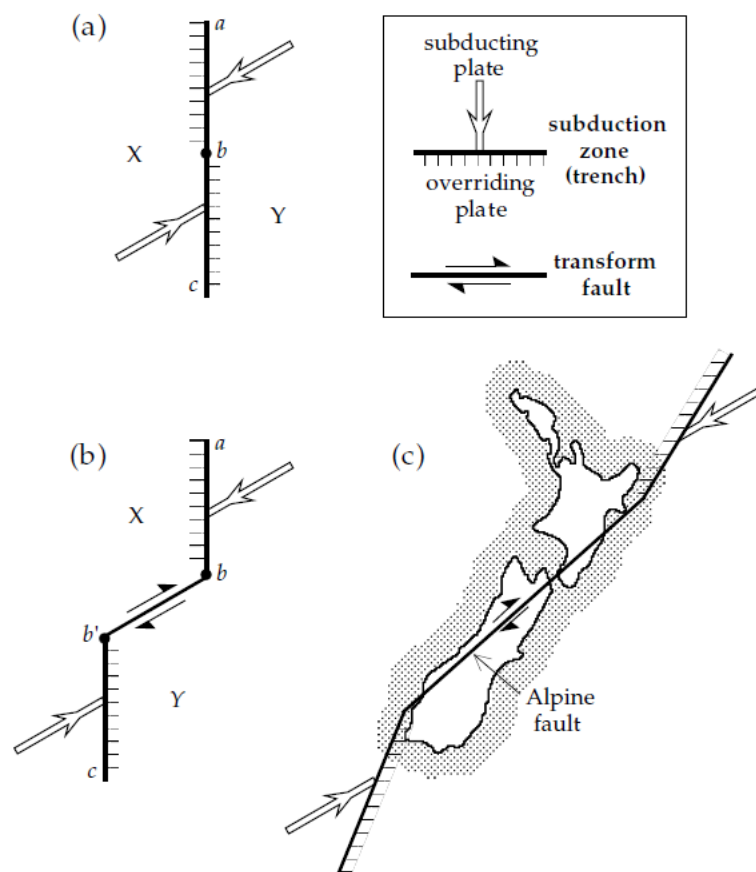 (a)
a
X
b
Y
c
subducting
plate
subduction
zone
(trench)
overriding
plate
transform
fault
(b)
a
X
b
b'
Y
c
(c)
Alpine
fault